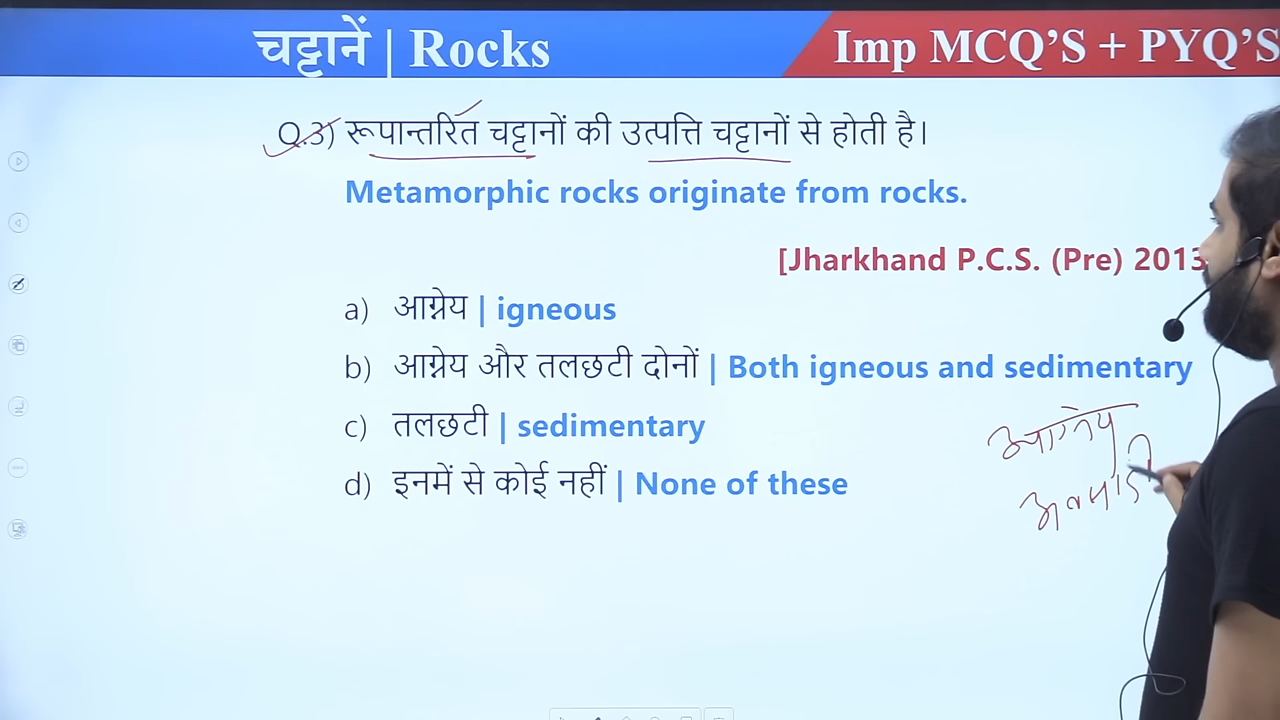 चट्टानें | Rocks
Imp MCQ'S + PYQ'S
Q.3) रूपान्तरित चट्टानों की उत्पत्ति चट्टानों से होती है।
Metamorphic rocks originate from rocks.
[Jharkhand P.C.S. (Pre) 2013
a) आग्नेय | igneous
b) आग्नेय और तलछटी दोनों | Both igneous and sedimentary
c) तलछटी | sedimentary
d) इनमें से कोई नहीं | None of these
आग्नेय